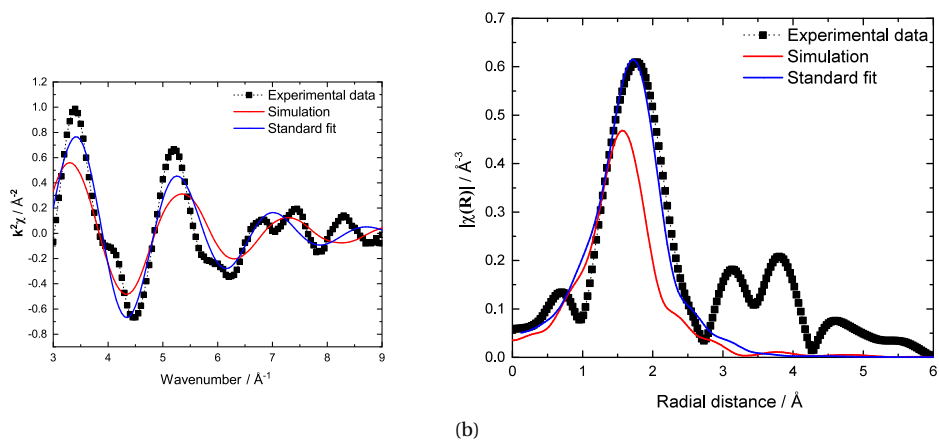 1.2
1.0
0.8
0.6
0.4
0.2
0.0
-0.2
-0.4
-0.6
-0.8
k²χ / Å⁻²
Experimental data
Simulation
Standard fit
3 4 5 6 7 8 9
Wavenumber / Å⁻¹
0.7
0.6
0.5
0.4
0.3
0.2
0.1
0.0
|χ(R)| / Å⁻³
Experimental data
Simulation
Standard fit
0 1 2 3 4 5 6
Radial distance / Å
(b)